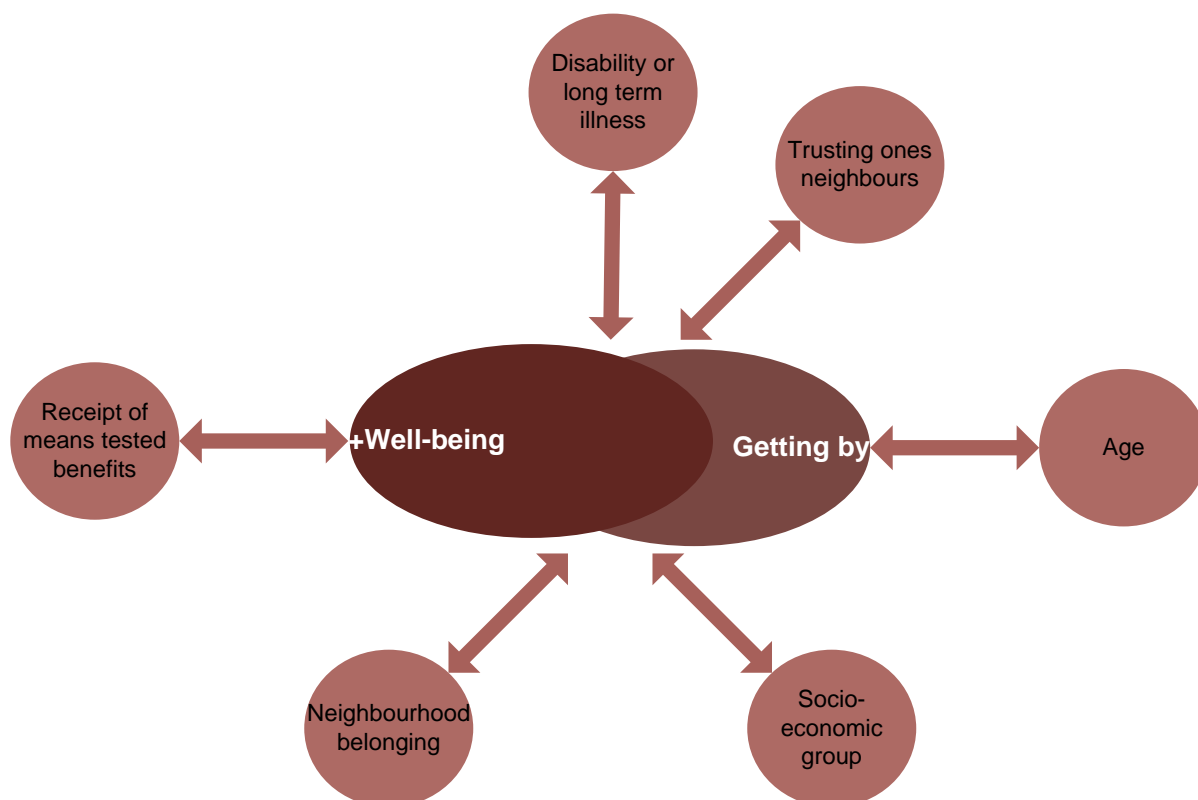 Disability or
long term
illness
Trusting ones
neighbours
Receipt of
means tested
benefits
+Well-being
Getting by
Age
Neighbourhood
belonging
Socio-
economic
group